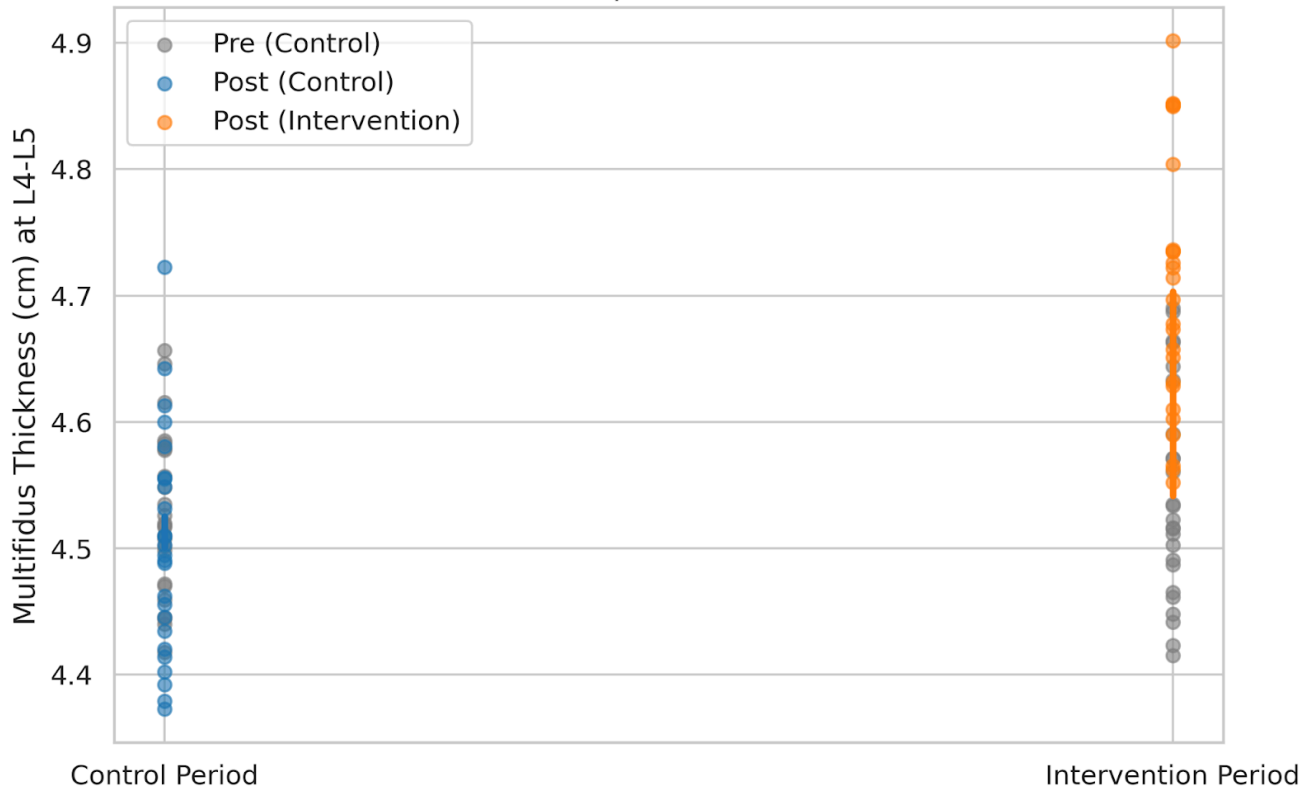 Pre (Control)
Post (Control)
Post (Intervention)
4.9
4.8
4.7
4.6
4.5
4.4
Multifidus Thickness (cm) at L4-L5
Control Period
Intervention Period